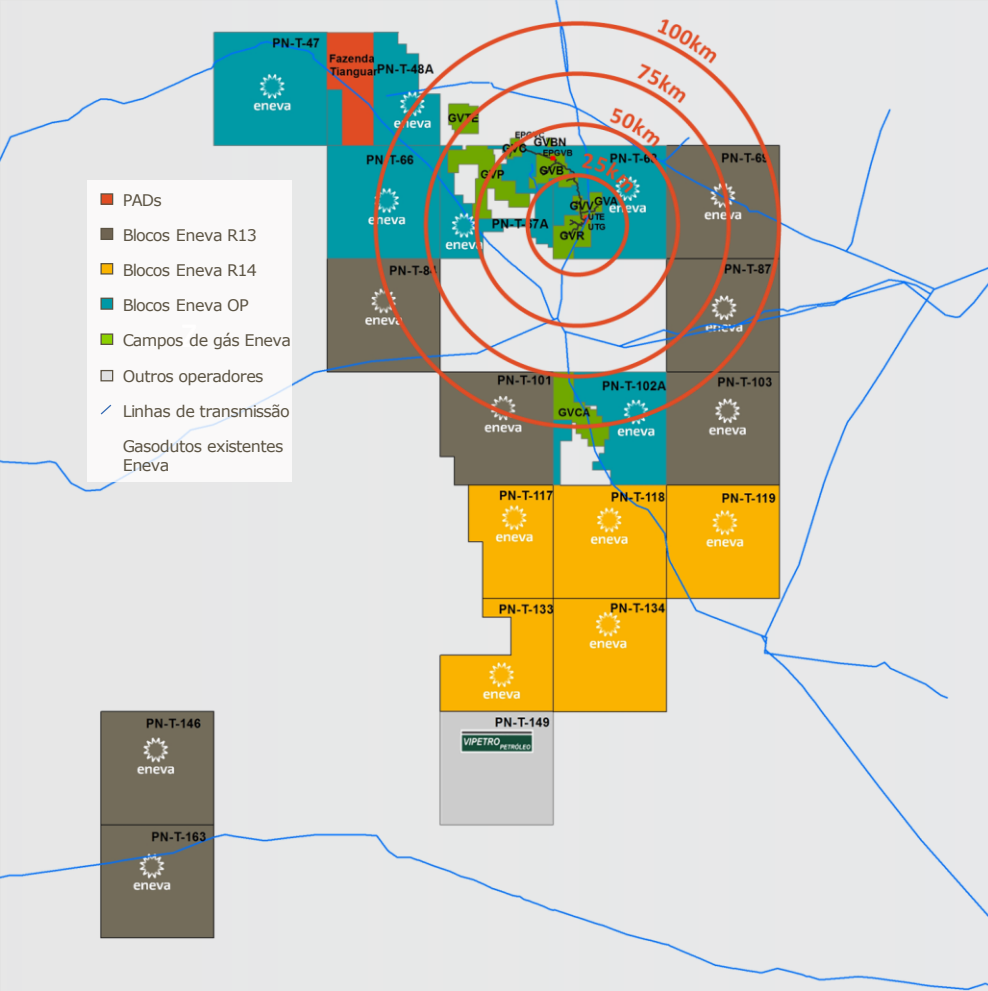 100km
75km
50km
25km
PN-T-47
Fazenda
Tianguar
PN-T-48A
eneva
eneva
GVTE
GVC
GVBN
EPGVB
GVB
PN-T-66
GVP
PN-T-69
eneva
eneva
PN-T-67A
eneva
eneva
GVV
GVA
UTE
UTG
GVR
PN-T-84
eneva
PN-T-87
eneva
PN-T-101
eneva
GVCA
PN-T-102A
eneva
PN-T-103
eneva
PN-T-117
eneva
PN-T-118
eneva
PN-T-119
eneva
PN-T-133
eneva
PN-T-134
eneva
PN-T-149
VIPETRO
PETRÓLEO
PN-T-146
eneva
PN-T-163
eneva
PADs
Blocos Eneva R13
Blocos Eneva R14
Blocos Eneva OP
Campos de gás Eneva
Outros operadores
Linhas de transmissão
Gasodutos existentes
Eneva